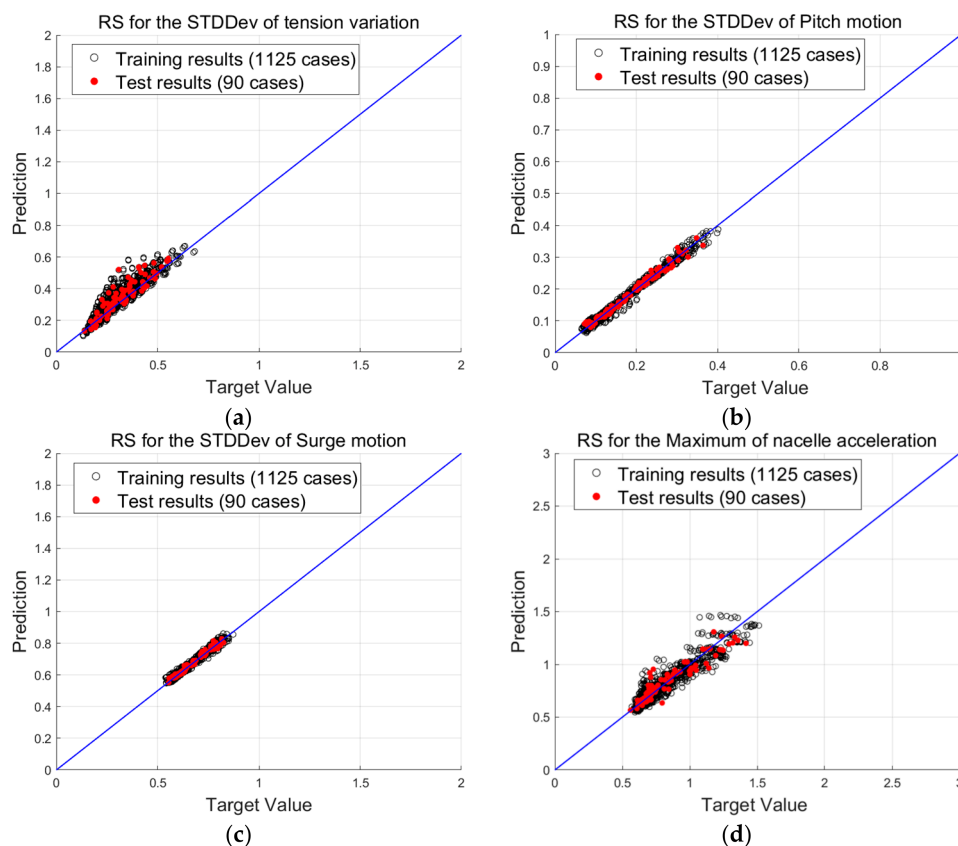 RS for the STDDev of tension variation
2
1.8
1.6
1.4
1.2
1
0.8
0.6
0.4
0.2
0
Prediction
Training results (1125 cases)
Test results (90 cases)
0 0.5 1 1.5 2
Target Value
(a)
RS for the STDDev of Pitch motion
1
0.9
0.8
0.7
0.6
0.5
0.4
0.3
0.2
0.1
0
Prediction
Training results (1125 cases)
Test results (90 cases)
0 0.2 0.4 0.6 0.8
Target Value
(b)
RS for the STDDev of Surge motion
2
1.8
1.6
1.4
1.2
1
0.8
0.6
0.4
0.2
0
Prediction
Training results (1125 cases)
Test results (90 cases)
0 0.5 1 1.5 2
Target Value
(c)
RS for the Maximum of nacelle acceleration
3
2.5
2
1.5
1
0.5
0
Prediction
Training results (1125 cases)
Test results (90 cases)
0 0.5 1 1.5 2 2.5
Target Value
(d)